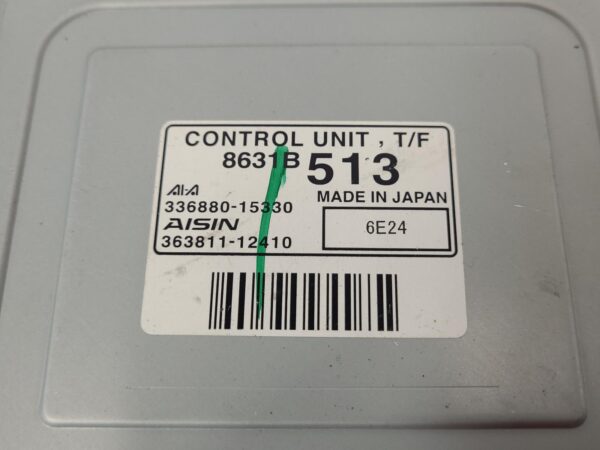 CONTROL UNIT , T/F
8631B 513
AI-A
MADE IN JAPAN
336880-15330
AISIN
6E24
363811-12410